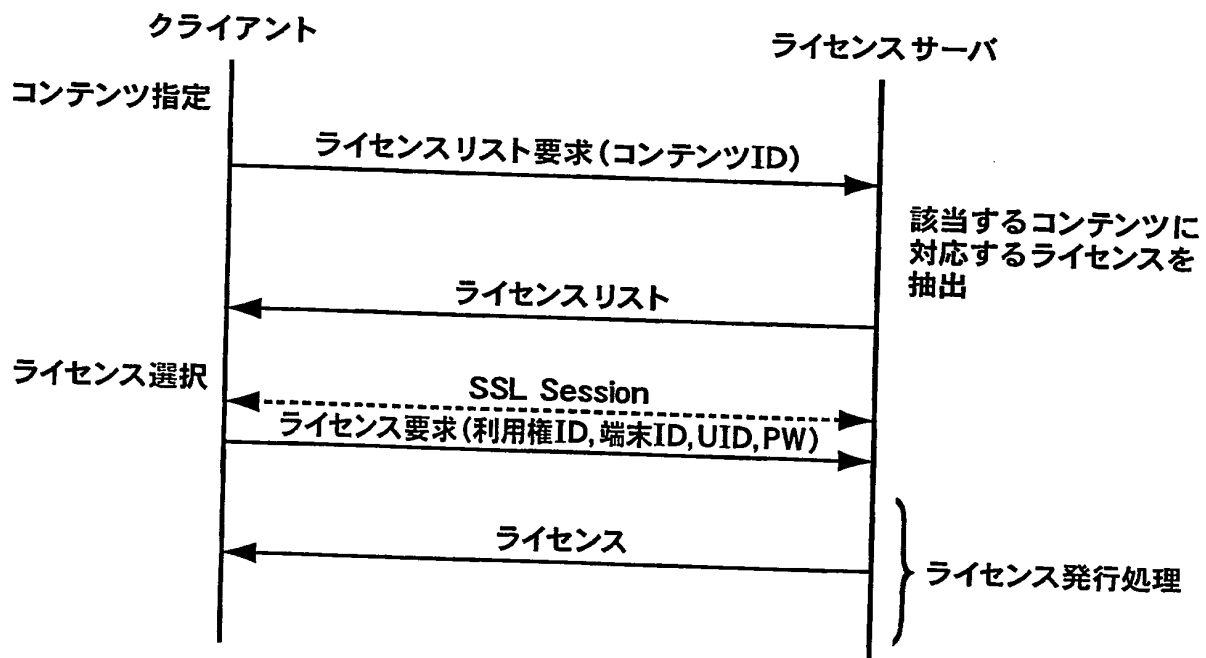 クライアント
ライセンスサーバ
コンテンツ指定
ライセンスリスト要求(コンテンツID)
該当するコンテンツに
対応するライセンスを
抽出
ライセンスリスト
ライセンス選択
SSL Session
ライセンス要求(利用権ID,端末ID,UID,PW)
ライセンス
ライセンス発行処理